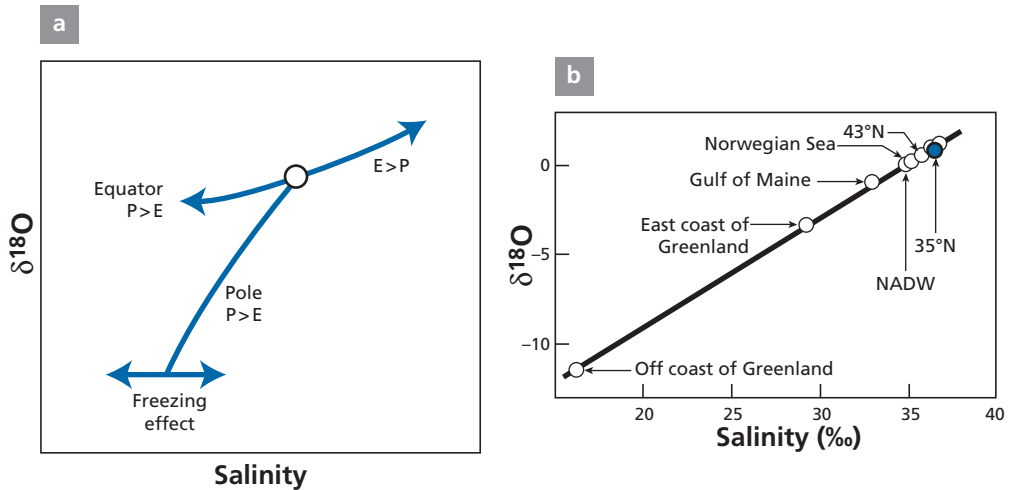 a
Equator
P>E
E>P
Pole
P>E
Freezing
effect
δ18O
Salinity
b
43°N
Norwegian Sea
Gulf of Maine
East coast of
Greenland
35°N
NADW
Off coast of Greenland
0
−5
−10
δ18O
20 25 30 35 40
Salinity (‰)